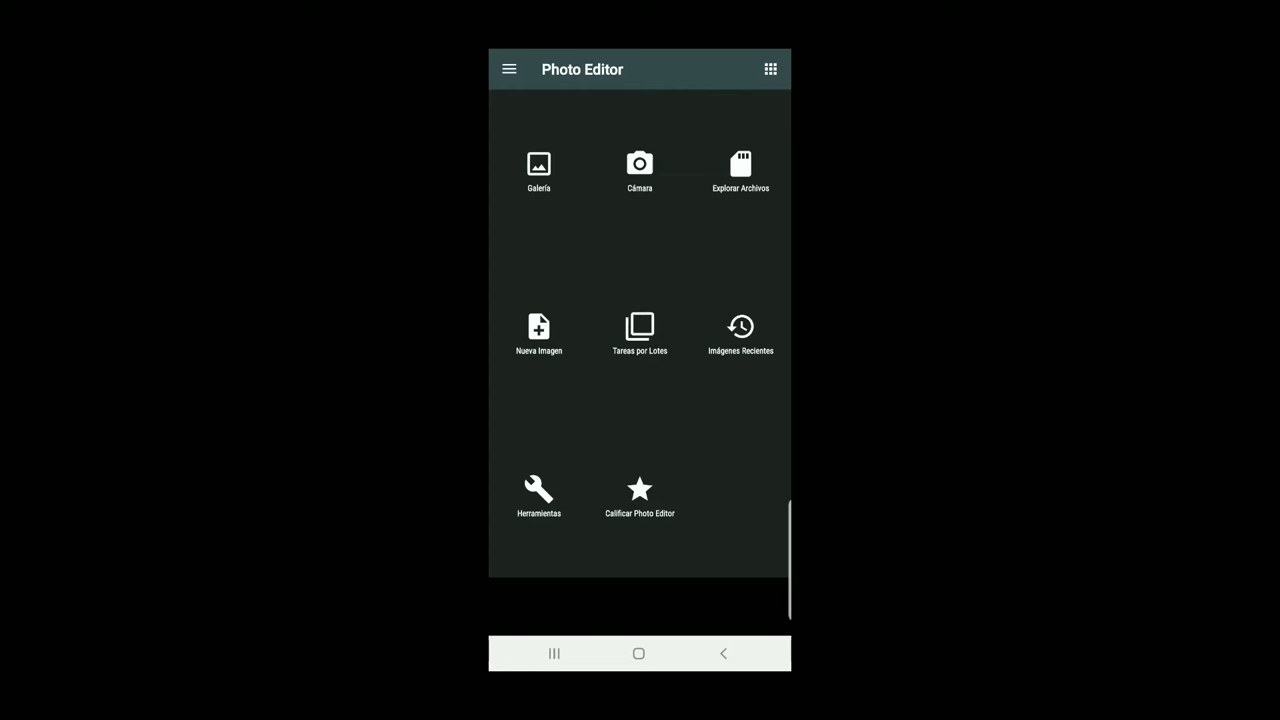 Photo Editor
Galería
Cámara
Explorar Archivos
Nueva Imagen
Tareas por Lotes
Imágenes Recientes
Herramientas
Calificar Photo Editor